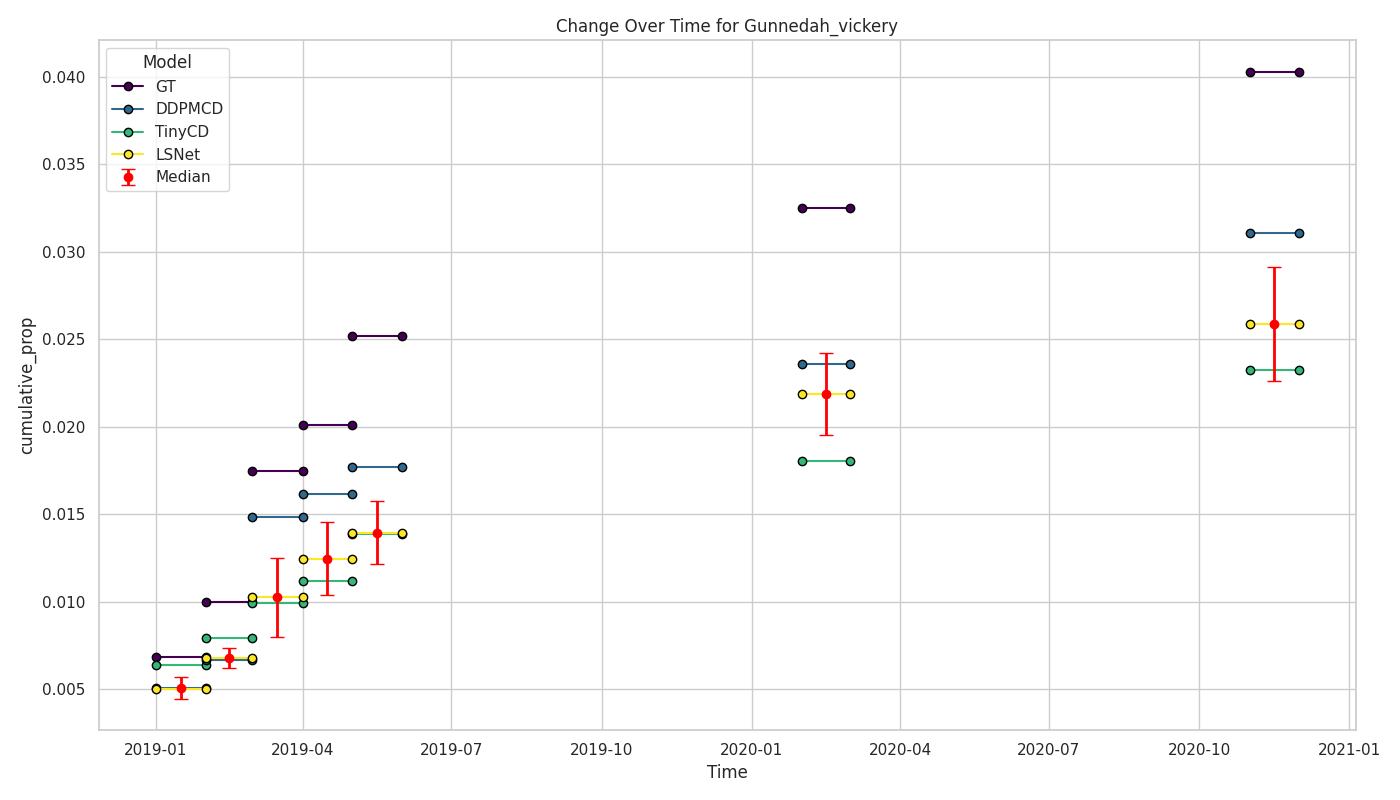 Change Over Time for Gunnedah_vickery
Model
GT
DDPMCD
TinyCD
LSNet
Median
cumulative_prop
0.040
0.035
0.030
0.025
0.020
0.015
0.010
0.005
2019-01
2019-04
2019-07
2019-10
2020-01
2020-04
2020-07
2020-10
2021-01
Time